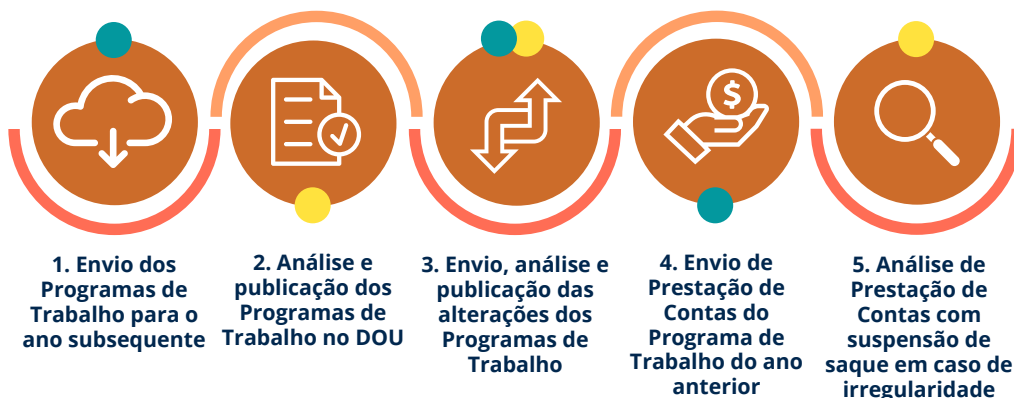 $
1. Envio dos
Programas de
Trabalho para o
ano subsequente
2. Análise e
publicação dos
Programas de
Trabalho no DOU
3. Envio, análise e
publicação das
alterações dos
Programas de
Trabalho
4. Envio de
Prestação de
Contas do
Programa de
Trabalho do ano
anterior
5. Análise de
Prestação de
Contas com
suspensão de
saque em caso de
irregularidade